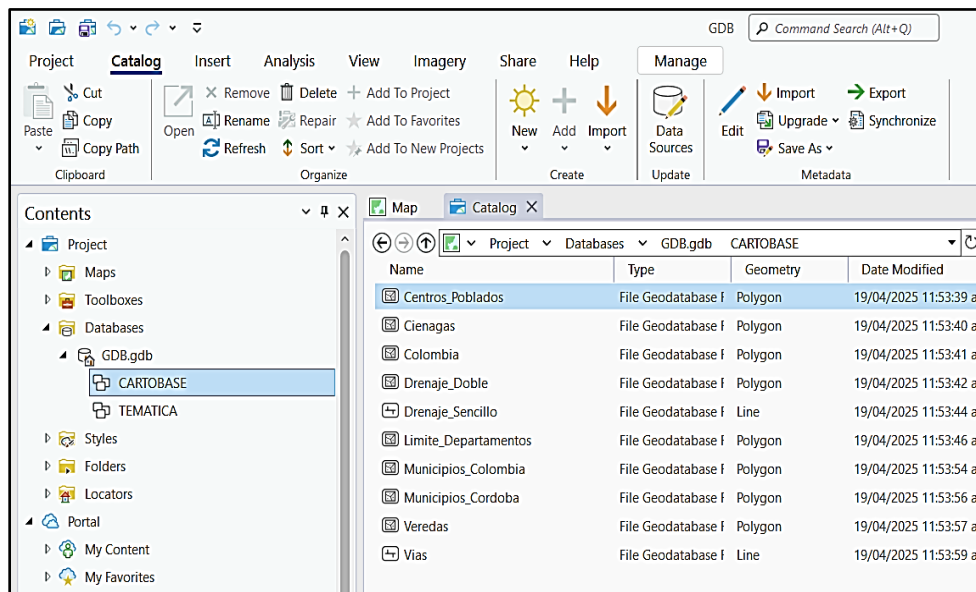 GDB Command Search (Alt+Q)
Project Catalog Insert Analysis View Imagery Share Help Manage
Paste Cut Copy Copy Path
Clipboard
Open Remove Delete Add To Project
Rename Repair Add To Favorites
Refresh Sort Add To New Projects
Organize
New Add Import
Create
Data Sources
Update
Edit Import Export
Upgrade Synchronize
Save As
Metadata
Contents
Project
Maps
Toolboxes
Databases
GDB.gdb
CARTOBASE
TEMATICA
Styles
Folders
Locators
Portal
My Content
My Favorites
Map Catalog
Project Databases GDB.gdb CARTOBASE
Name Type Geometry Date Modified
Centros_Poblados File Geodatabase F Polygon 19/04/2025 11:53:39 a
Cienagas File Geodatabase F Polygon 19/04/2025 11:53:40 a
Colombia File Geodatabase F Polygon 19/04/2025 11:53:41 a
Drenaje_Doble File Geodatabase F Polygon 19/04/2025 11:53:42 a
Drenaje_Sencillo File Geodatabase F Line 19/04/2025 11:53:44 a
Limite_Departamentos File Geodatabase F Polygon 19/04/2025 11:53:46 a
Municipios_Colombia File Geodatabase F Polygon 19/04/2025 11:53:54 a
Municipios_Cordoba File Geodatabase F Polygon 19/04/2025 11:53:56 a
Veredas File Geodatabase F Polygon 19/04/2025 11:53:57 a
Vias File Geodatabase F Line 19/04/2025 11:53:59 a